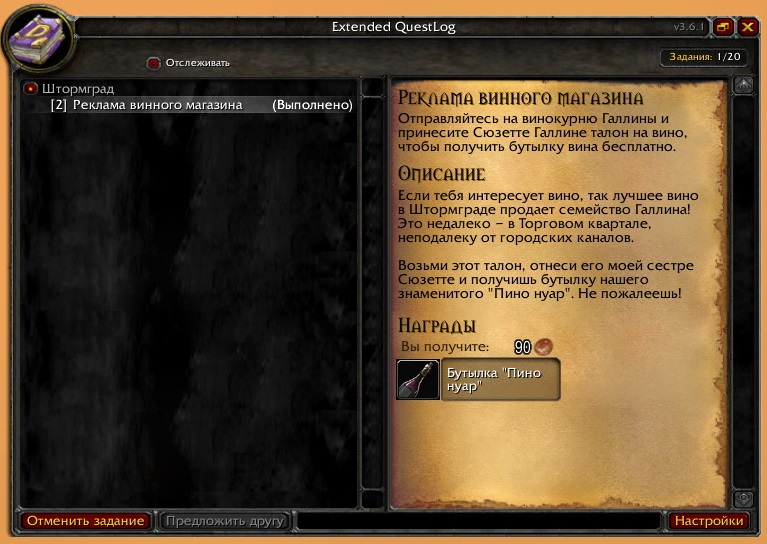 Extended QuestLog
v3.6.1
Отслеживать
Задания: 1/20
Штормград
[2] Реклама винного магазина (Выполнено)
Реклама винного магазина
Отправляйтесь на винокурню Галлины и
принесите Сюзетте Галлине талон на вино,
чтобы получить бутылку вина бесплатно.
Описание
Если тебя интересует вино, так лучшее вино
в Штормграде продает семейство Галлина!
Это недалеко – в Торговом квартале,
неподалеку от городских каналов.
Возьми этот талон, отнеси его моей сестре
Сюзетте и получишь бутылку нашего
знаменитого "Пино нуар". Не пожалеешь!
Награды
Вы получите: 90
Бутылка "Пино
нуар"
Отменить задание
Предложить другу
Настройки